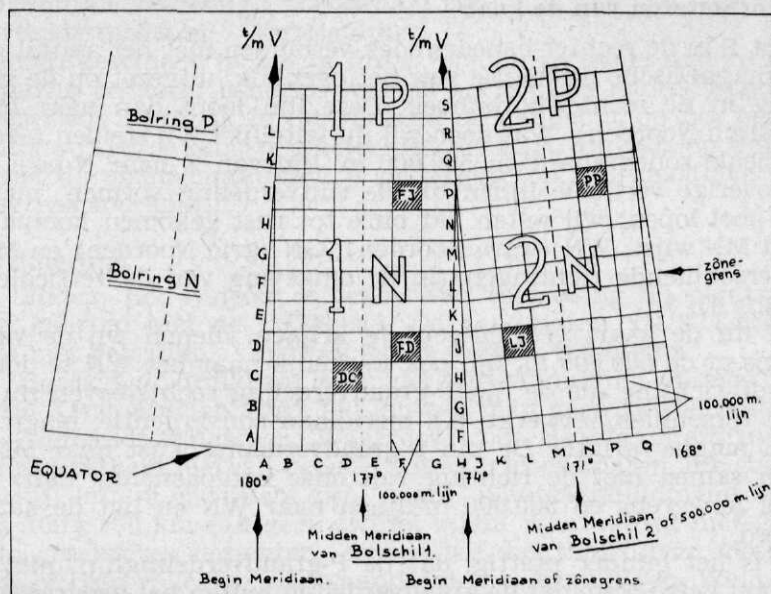 t/m V t/m V
1P 2P
Bolring P
Bolring N
L
K
J
H
G
F
E
D
C
B
A
S
R
Q
P
N
M
L
K
J
H
G
F
FJ
PP
1N 2N
zônegrens
FD
LJ
DC
100.000 m. lijn
EQUATOR
A B C D E F G H J K L M N P Q
180° 177° 174° 171° 168°
100.000 m. lijn
Midden Meridiaan van Bolschil 1.
Midden Meridiaan of 500.000 m. lijn van Bolschil 2
Begin Meridiaan.
Begin Meridiaan of zônegrens